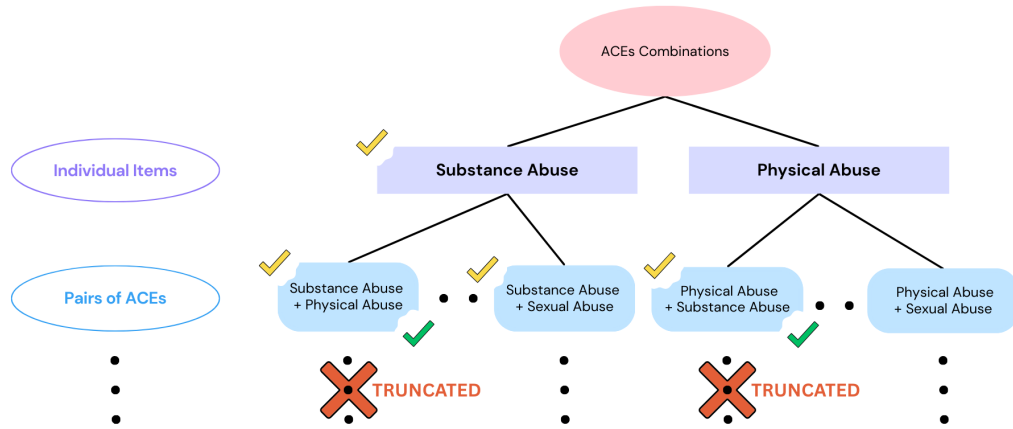 ACEs Combinations
Individual Items
Substance Abuse
Physical Abuse
Pairs of ACEs
Substance Abuse
+ Physical Abuse
Substance Abuse
+ Sexual Abuse
Physical Abuse
+ Substance Abuse
Physical Abuse
+ Sexual Abuse
TRUNCATED
TRUNCATED